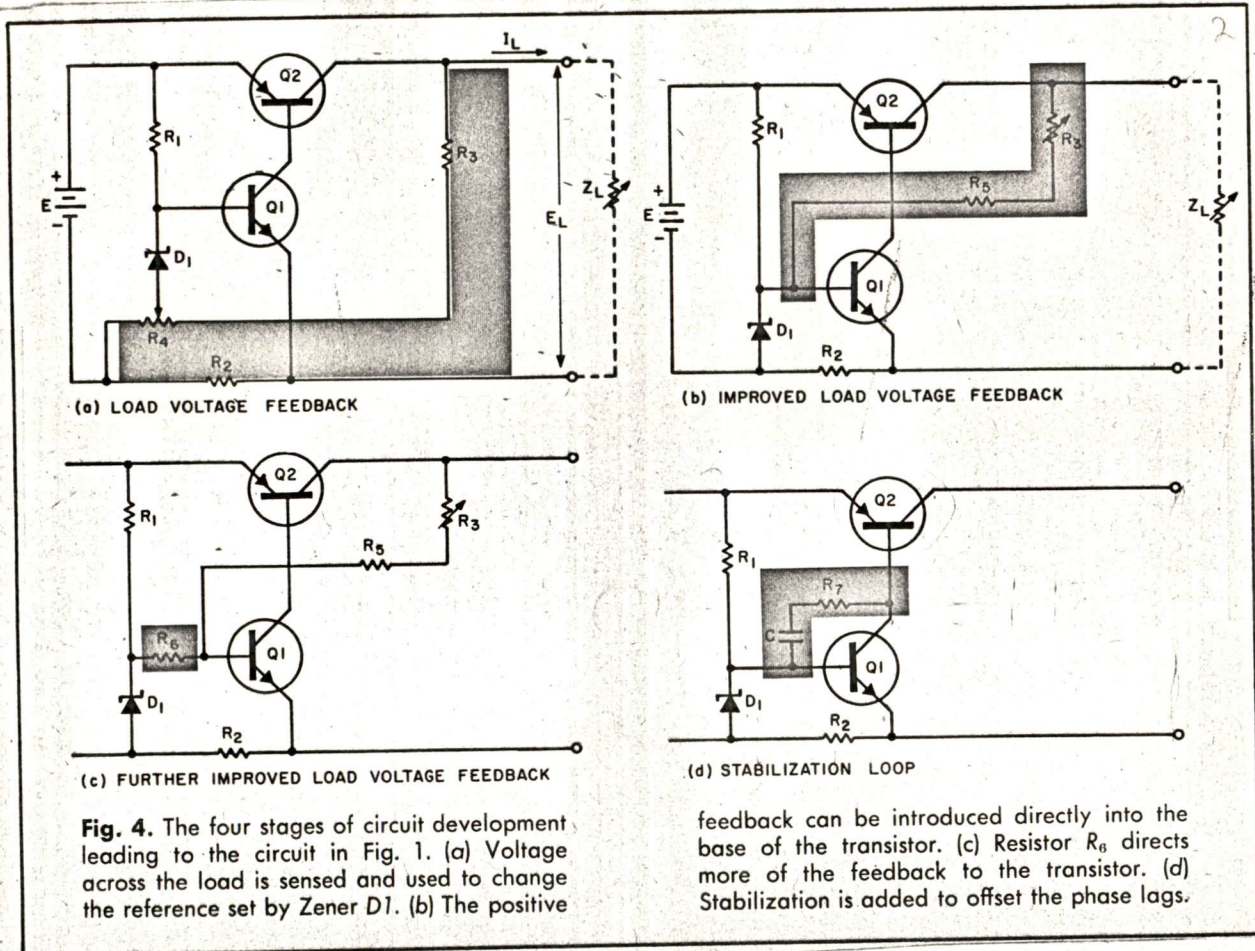 2
I_L
Q2
R₁
R₃
Z_L
+
E
-
Q1
E_L
D₁
R₄
R₂
(a) LOAD VOLTAGE FEEDBACK
Q2
R₁
R₃
R₅
+
E
-
Z_L
Q1
D₁
R₂
(b) IMPROVED LOAD VOLTAGE FEEDBACK
Q2
R₁
R₃
R₅
R₆
Q1
D₁
R₂
(c) FURTHER IMPROVED LOAD VOLTAGE FEEDBACK
Q2
R₁
R₇
C
Q1
D₁
R₂
(d) STABILIZATION LOOP
Fig. 4. The four stages of circuit development
leading to the circuit in Fig. 1. (a) Voltage
across the load is sensed and used to change
the reference set by Zener D1. (b) The positive
feedback can be introduced directly into the
base of the transistor. (c) Resistor R₆ directs
more of the feedback to the transistor. (d)
Stabilization is added to offset the phase lags.